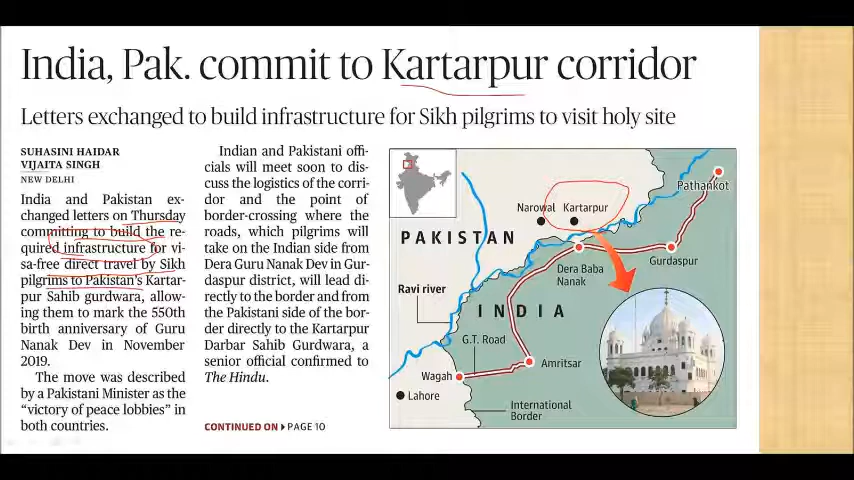 India, Pak. commit to Kartarpur corridor
Letters exchanged to build infrastructure for Sikh pilgrims to visit holy site
SUHASINI HAIDAR
VIJAITA SINGH
NEW DELHI
India and Pakistan ex-
changed letters on Thursday
committing to build the re-
quired infrastructure for vi-
sa-free direct travel by Sikh
pilgrims to Pakistan's Kartar-
pur Sahib gurdwara, allow-
ing them to mark the 550th
birth anniversary of Guru
Nanak Dev in November
2019.
The move was described
by a Pakistani Minister as the
"victory of peace lobbies" in
both countries.
Indian and Pakistani offi-
cials will meet soon to dis-
cuss the logistics of the corri-
dor and the point of
border-crossing where the
roads, which pilgrims will
take on the Indian side from
Dera Guru Nanak Dev in Gur-
daspur district, will lead di-
rectly to the border and from
the Pakistani side of the bor-
der directly to the Kartarpur
Darbar Sahib Gurdwara, a
senior official confirmed to
The Hindu.
CONTINUED ON PAGE 10
Pathankot
Narowal
Kartarpur
PAKISTAN
Dera Baba
Nanak
Gurdaspur
Ravi river
INDIA
G.T. Road
Amritsar
Wagah
Lahore
International
Border